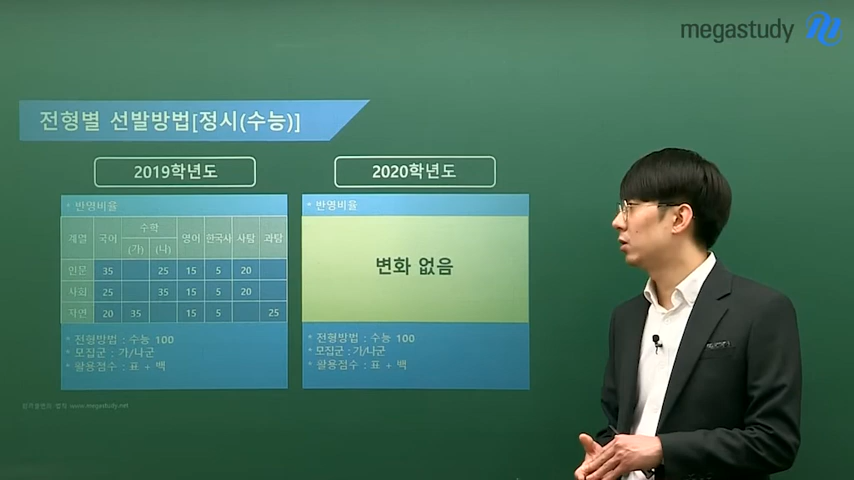 megastudy
전형별 선발방법[정시(수능)]
2019학년도
2020학년도
* 반영비율
계열 국어 수학 영어 한국사 사탐 과탐
(가) (나)
인문 35 25 15 5 20
사회 25 35 15 5 20
자연 20 35 15 5 25
* 전형방법 : 수능 100
* 모집군 : 가/나군
* 활용점수 : 표 + 백
* 반영비율
변화 없음
* 전형방법 : 수능 100
* 모집군 : 가/나군
* 활용점수 : 표 + 백
www.megastudy.net